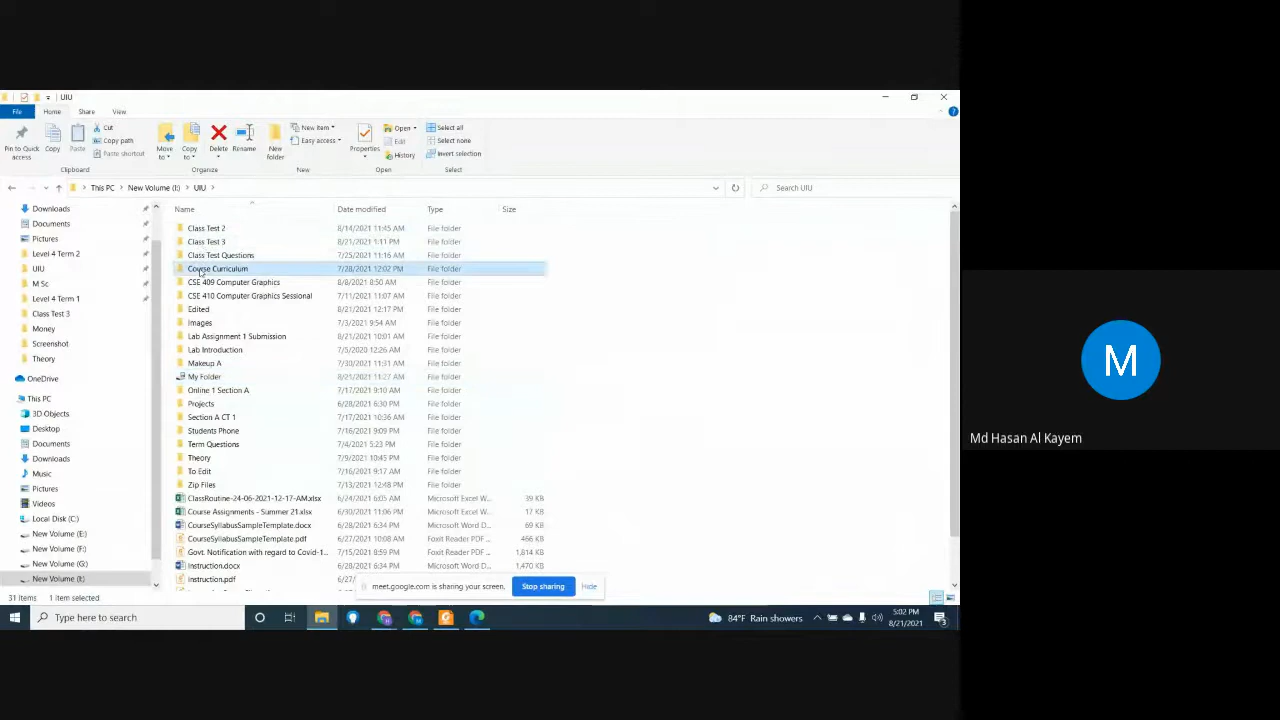 UIU
File Home Share View
Pin to Quick access
Copy
Paste
Cut
Copy path
Paste shortcut
Clipboard
Move to
Copy to
Delete
Rename
Organize
New folder
New item
Easy access
New
Properties
Open
Edit
History
Open
Select all
Select none
Invert selection
Select
This PC > New Volume (I:) > UIU >
Search UIU
Downloads
Documents
Pictures
Level 4 Term 2
UIU
M Sc
Level 4 Term 1
Class Test 3
Money
Screenshot
Theory
OneDrive
This PC
3D Objects
Desktop
Documents
Downloads
Music
Pictures
Videos
Local Disk (C:)
New Volume (E:)
New Volume (F:)
New Volume (G:)
New Volume (I:)
Name Date modified Type Size
Class Test 2 8/14/2021 11:45 AM File folder
Class Test 3 8/21/2021 1:11 PM File folder
Class Test Questions 7/25/2021 11:16 AM File folder
Course Curriculum 7/28/2021 12:02 PM File folder
CSE 409 Computer Graphics 8/8/2021 8:50 AM File folder
CSE 410 Computer Graphics Sessional 7/11/2021 11:07 AM File folder
Edited 8/21/2021 12:17 PM File folder
Images 7/3/2021 9:54 AM File folder
Lab Assignment 1 Submission 8/21/2021 10:01 AM File folder
Lab Introduction 7/5/2020 12:26 AM File folder
Makeup A 7/30/2021 11:31 AM File folder
My Folder 8/21/2021 11:27 AM File folder
Online 1 Section A 7/17/2021 9:10 AM File folder
Projects 6/28/2021 6:30 PM File folder
Section A CT 1 7/17/2021 10:36 AM File folder
Students Phone 7/16/2021 9:09 PM File folder
Term Questions 7/4/2021 5:23 PM File folder
Theory 7/9/2021 10:45 PM File folder
To Edit 7/16/2021 9:17 AM File folder
Zip Files 7/13/2021 12:48 PM File folder
ClassRoutine-24-06-2021-12-17-AM.xlsx 6/24/2021 6:05 AM Microsoft Excel W... 39 KB
Course Assignments - Summer 21.xlsx 6/30/2021 11:06 PM Microsoft Excel W... 17 KB
CourseSyllabusSampleTemplate.docx 6/28/2021 6:34 PM Microsoft Word D... 69 KB
CourseSyllabusSampleTemplate.pdf 6/27/2021 10:08 AM Foxit Reader PDF ... 466 KB
Govt. Notification with regard to Covid-1... 7/15/2021 8:59 PM Foxit Reader PDF ... 1,814 KB
Instruction.docx 6/28/2021 6:34 PM Microsoft Word D... 1,470 KB
Instruction.pdf 6/27/
meet.google.com is sharing your screen. Stop sharing Hide
31 items 1 item selected
Type here to search
84°F Rain showers
5:02 PM
8/21/2021
3
M
Md Hasan Al Kayem